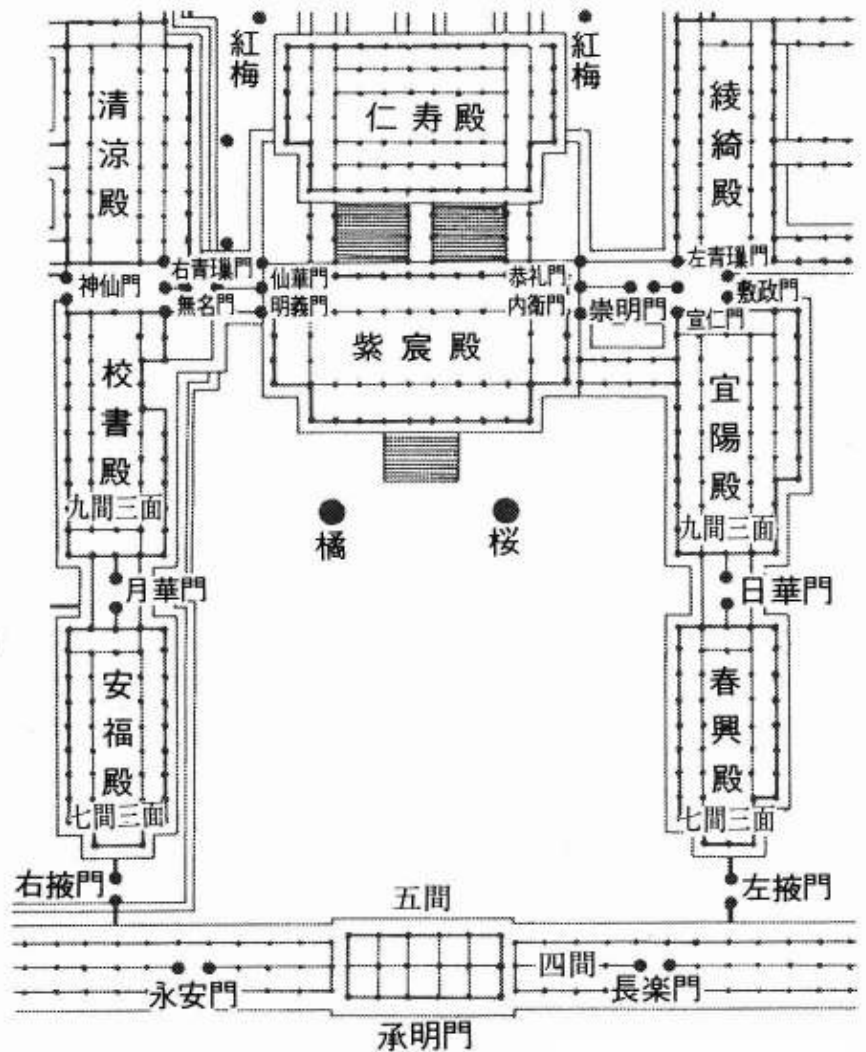 紅梅
紅梅
清涼殿
仁寿殿
綾綺殿
右青璅門
仙華門
恭礼門
左青璅門
神仙門
無名門
明義門
内衛門
崇明門
敷政門
宣仁門
紫宸殿
校書殿
九間三面
宜陽殿
九間三面
橘
桜
月華門
日華門
安福殿
七間三面
春興殿
七間三面
右掖門
左掖門
五間
四間
永安門
長楽門
承明門